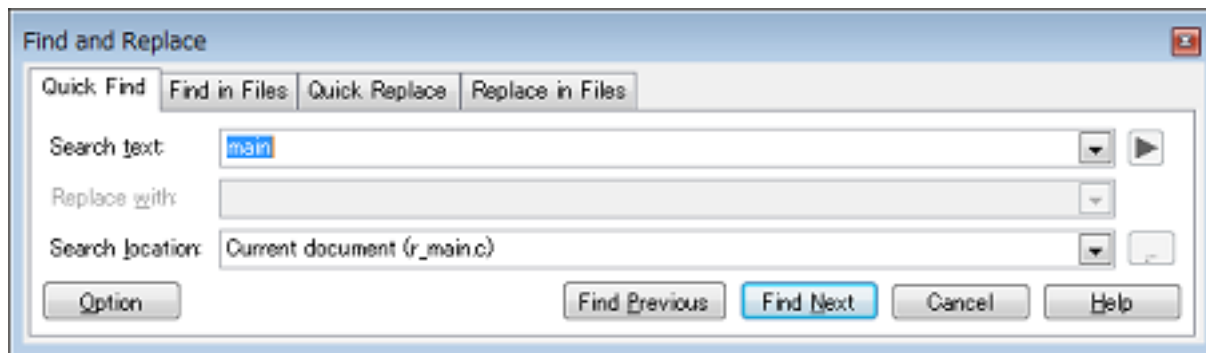 Find and Replace
Quick Find Find in Files Quick Replace Replace in Files
Search text: main
Replace with:
Search location: Current document (r_main.c)
Option Find Previous Find Next Cancel Help